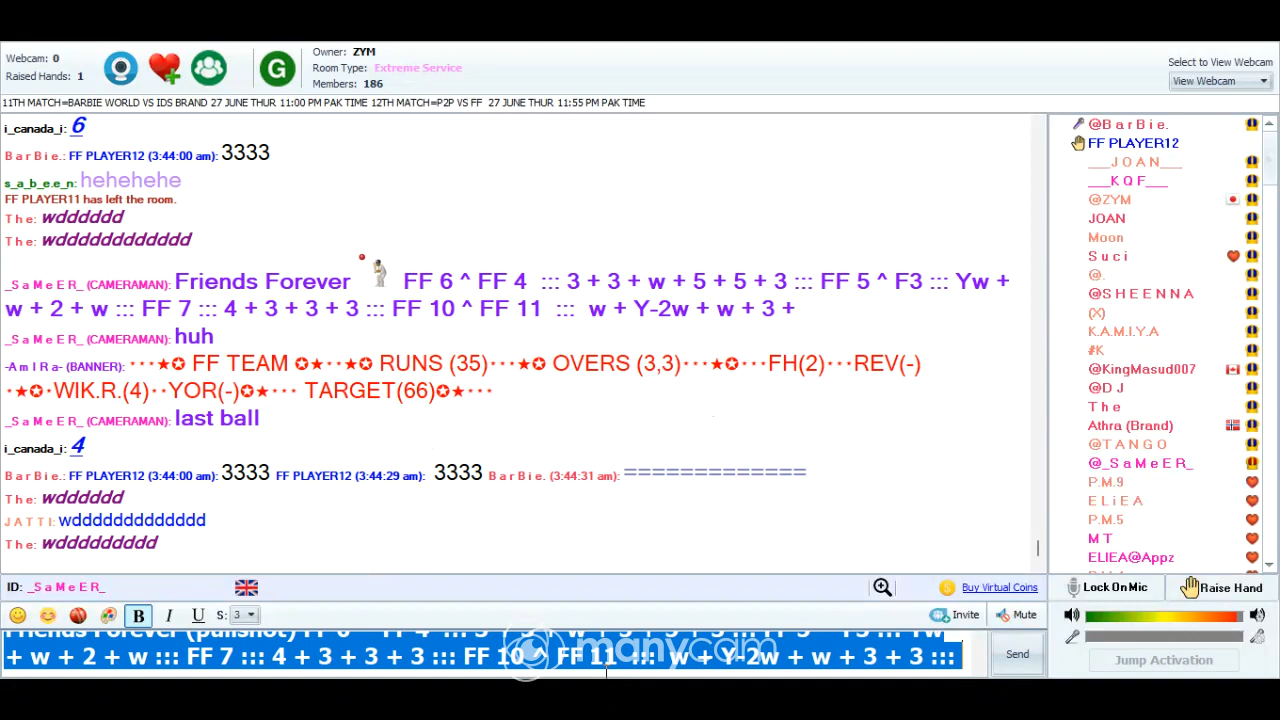 Webcam: 0
Raised Hands: 1
G
Owner: ZYM
Room Type: Extreme Service
Members: 186
Select to View Webcam
View Webcam
11TH MATCH=BARBIE WORLD VS IDS BRAND 27 JUNE THUR 11:00 PM PAK TIME 12TH MATCH=P2P VS FF 27 JUNE THUR 11:55 PM PAK TIME
i_canada_i: 6
B a r B i e.: FF PLAYER12 (3:44:00 am): 3333
s_a_b_e.e_n: hehehehe
FF PLAYER11 has left the room.
T h e: wdddddd
T h e: wdddddddddddd
_S a M e E R_ (CAMERAMAN): Friends Forever FF 6 ^ FF 4 ::: 3 + 3 + w + 5 + 5 + 3 ::: FF 5 ^ F3 ::: Yw +
w + 2 + w ::: FF 7 ::: 4 + 3 + 3 + 3 ::: FF 10 ^ FF 11 ::: w + Y-2w + w + 3 +
_S a M e E R_ (CAMERAMAN): huh
-A m I R a- (BANNER): ···★✪ FF TEAM ✪★··★✪ RUNS (35)···★✪ OVERS (3,3)···★✪···FH(2)···REV(-)
·★✪·WIK.R.(4)··YOR(-)✪★··· TARGET(66)✪★···
_S a M e E R_ (CAMERAMAN): last ball
i_canada_i: 4
B a r B i e.: FF PLAYER12 (3:44:00 am): 3333 FF PLAYER12 (3:44:29 am): 3333 B a r B i e. (3:44:31 am): =============
T h e: wdddddd
J A T T I: wddddddddddddd
T h e: wddddddddd
@B a r B i e.
FF PLAYER12
___J O A N___
___K Q F___
@ZYM
JOAN
Moon
S u c i
@.
@S H E E N N A
(X)
K.A.M.I.Y.A
#K
@KingMasud007
@D J
T h e
Athra (Brand)
@T A N G O
@_S a M e E R_
P.M.9
E L i E A
P.M.5
M T
ELIEA@Appz
ID: _S a M e E R_
Buy Virtual Coins
Lock On Mic
Raise Hand
B I U S: 3
Invite
Mute
+ w + 2 + w ::: FF 7 ::: 4 + 3 + 3 + 3 ::: FF 10 ^ FF 11 ::: w + Y-2w + w + 3 + 3 :::
manycam
Send
Jump Activation